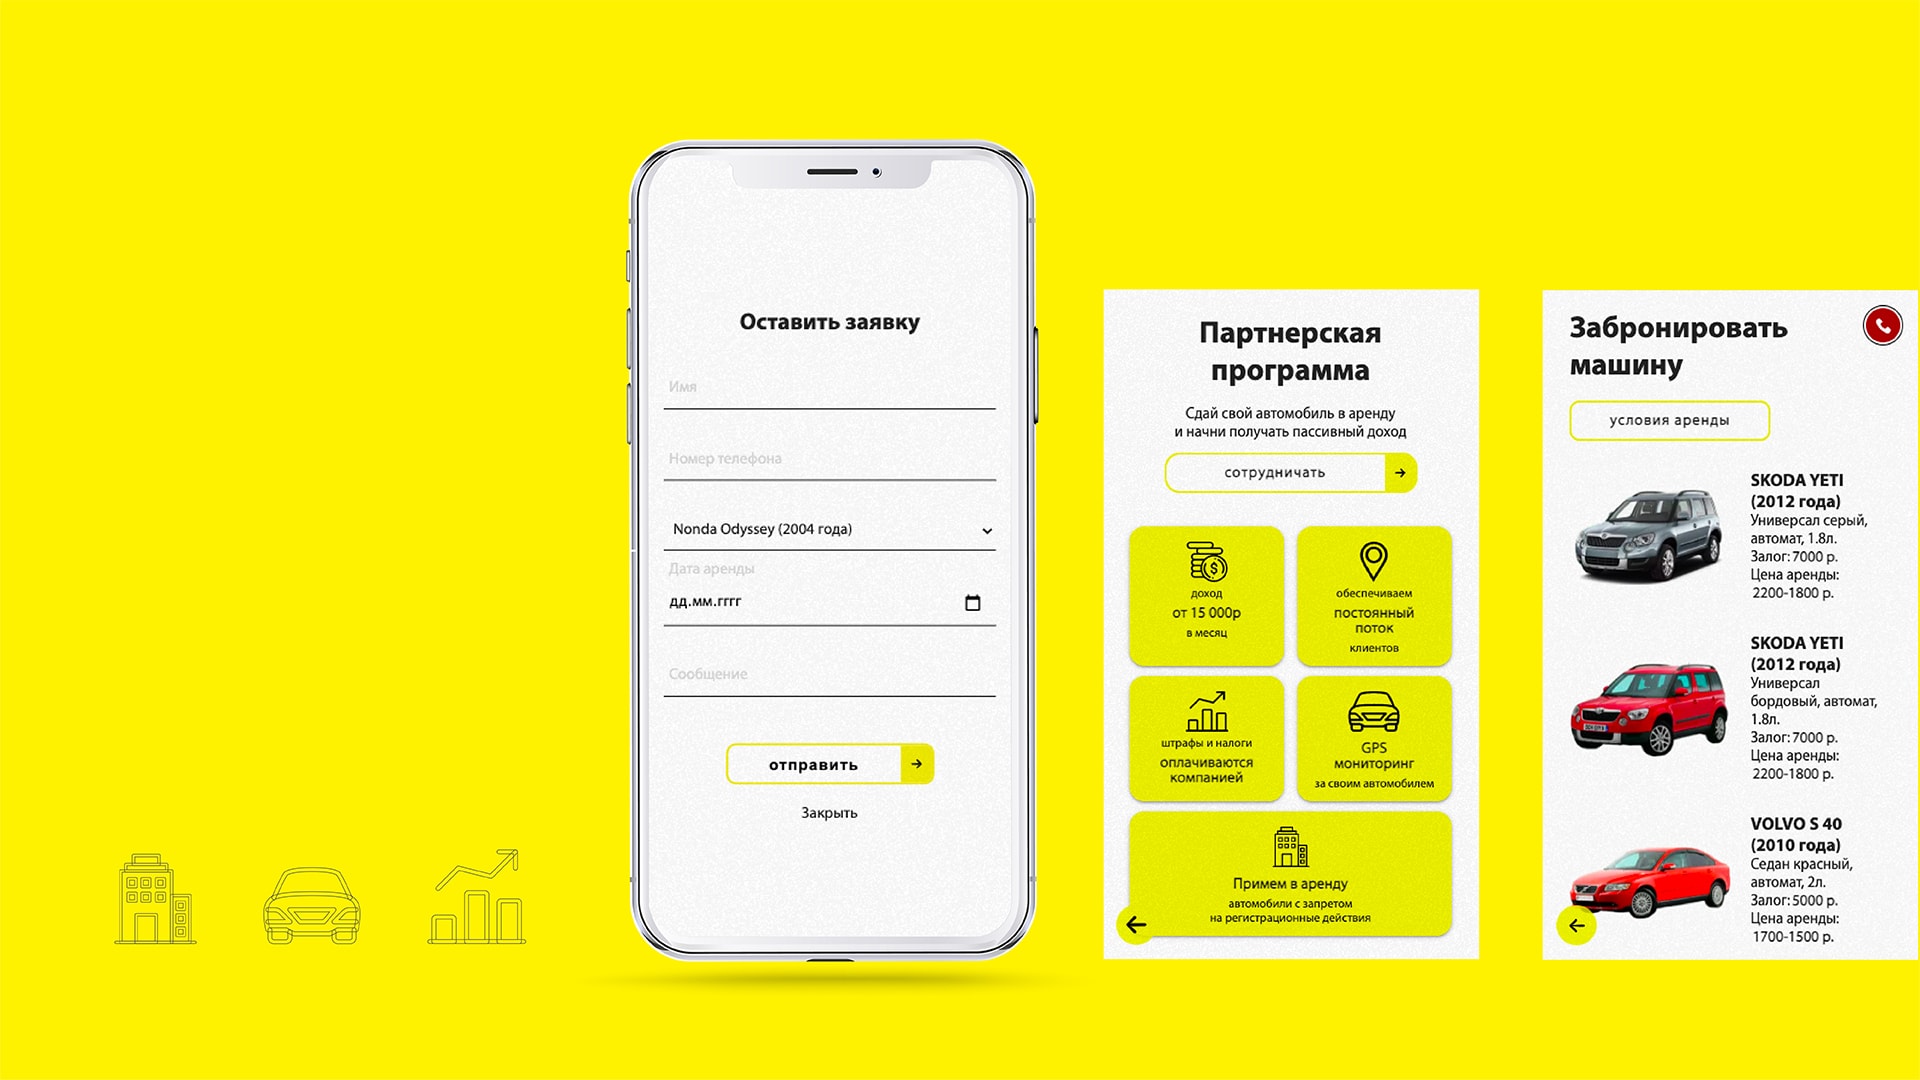 Оставить заявку
Имя
Номер телефона
Nonda Odyssey (2004 года)
Дата аренды
дд.мм.гггг
Сообщение
отправить
Закрыть
Партнерская
программа
Сдай свой автомобиль в аренду
и начни получать пассивный доход
сотрудничать
доход
от 15 000р
в месяц
обеспечиваем
постоянный
поток
клиентов
штрафы и налоги
оплачиваются
компанией
GPS
мониторинг
за своим автомобилем
Примем в аренду
автомобили с запретом
на регистрационные действия
Забронировать
машину
условия аренды
SKODA YETI
(2012 года)
Универсал серый,
автомат, 1.8л.
Залог: 7000 р.
Цена аренды:
2200-1800 р.
SKODA YETI
(2012 года)
Универсал
бордовый, автомат,
1.8л.
Залог: 7000 р.
Цена аренды:
2200-1800 р.
VOLVO S 40
(2010 года)
Седан красный,
автомат, 2л.
Залог: 5000 р.
Цена аренды:
1700-1500 р.